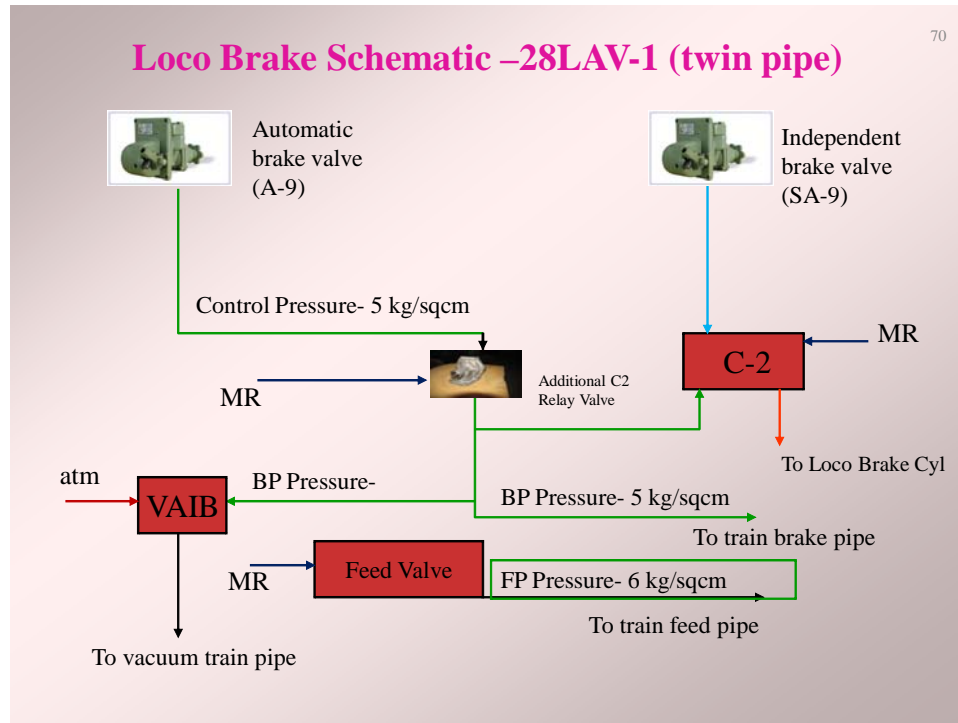 70
Loco Brake Schematic –28LAV-1 (twin pipe)
Automatic
brake valve
(A-9)
Independent
brake valve
(SA-9)
Control Pressure- 5 kg/sqcm
MR
C-2
MR
Additional C2
Relay Valve
To Loco Brake Cyl
atm
VAIB
BP Pressure-
BP Pressure- 5 kg/sqcm
To train brake pipe
MR
Feed Valve
FP Pressure- 6 kg/sqcm
To train feed pipe
To vacuum train pipe